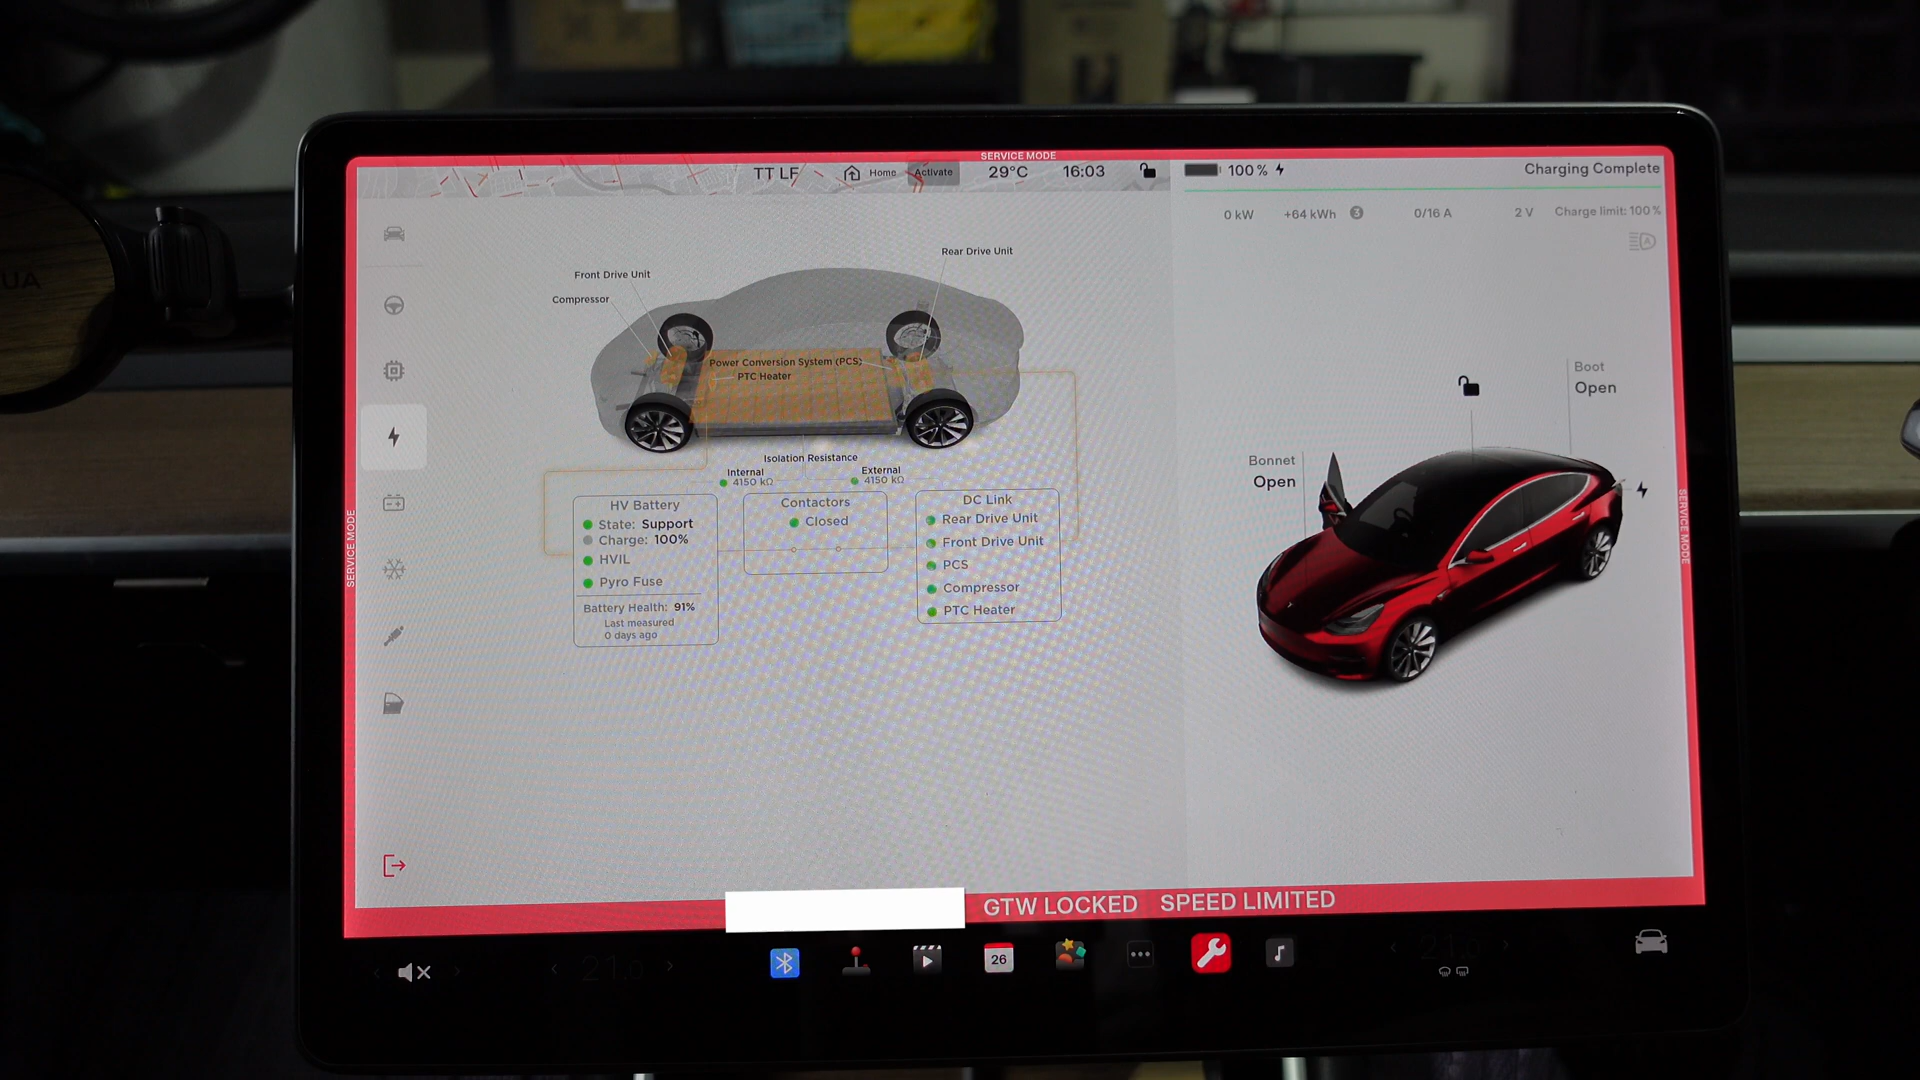 SERVICE MODE
TT LF Home Activate 29°C 16:03
100 % Charging Complete
0 kW +64 kWh 3 0/16 A 2 V Charge limit: 100 %
Rear Drive Unit
Front Drive Unit
Compressor
Power Conversion System (PCS)
PTC Heater
Isolation Resistance
Internal
4150 kΩ
External
4150 kΩ
HV Battery
State: Support
Charge: 100%
HVIL
Pyro Fuse
Battery Health: 91%
Last measured
0 days ago
Contactors
Closed
DC Link
Rear Drive Unit
Front Drive Unit
PCS
Compressor
PTC Heater
Boot
Open
Bonnet
Open
A
SERVICE MODE
SERVICE MODE
GTW LOCKED SPEED LIMITED
26
UA